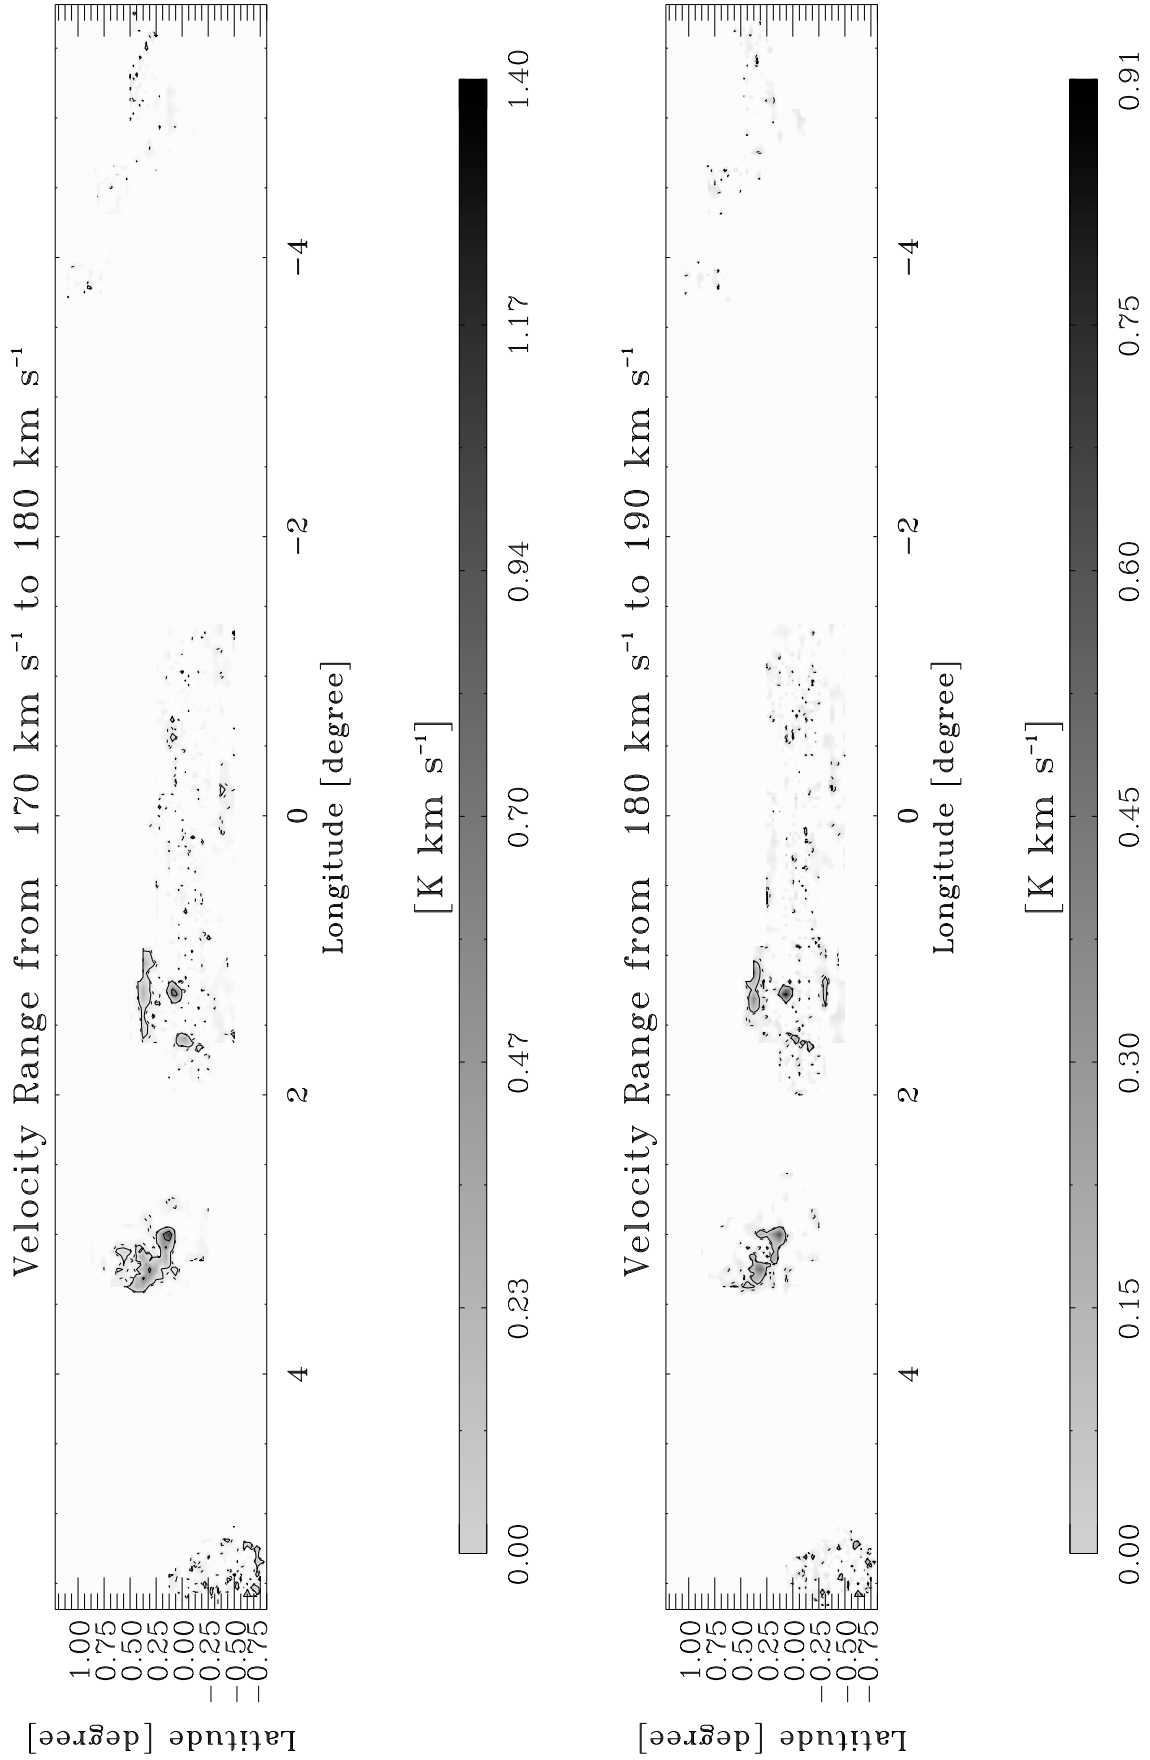 Velocity Range from 170 km s⁻¹ to 180 km s⁻¹
Latitude [degree]
1.00
0.75
0.50
0.25
0.00
−0.25
−0.50
−0.75
4 2 0 −2 −4
Longitude [degree]
[K km s⁻¹]
0.00 0.23 0.47 0.70 0.94 1.17 1.40
Velocity Range from 180 km s⁻¹ to 190 km s⁻¹
Latitude [degree]
1.00
0.75
0.50
0.25
0.00
−0.25
−0.50
−0.75
4 2 0 −2 −4
Longitude [degree]
[K km s⁻¹]
0.00 0.15 0.30 0.45 0.60 0.75 0.91